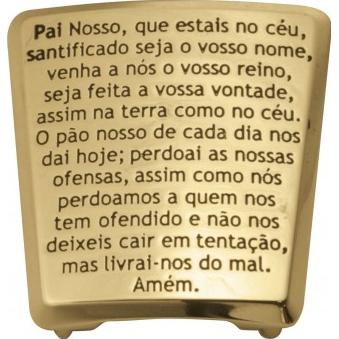 Pai Nosso, que estais no céu,
santificado seja o vosso nome,
venha a nós o vosso reino,
seja feita a vossa vontade,
assim na terra como no céu.
O pão nosso de cada dia nos
dai hoje; perdoai as nossas
ofensas, assim como nós
perdoamos a quem nos
tem ofendido e não nos
deixeis cair em tentação,
mas livrai-nos do mal.
Amém.